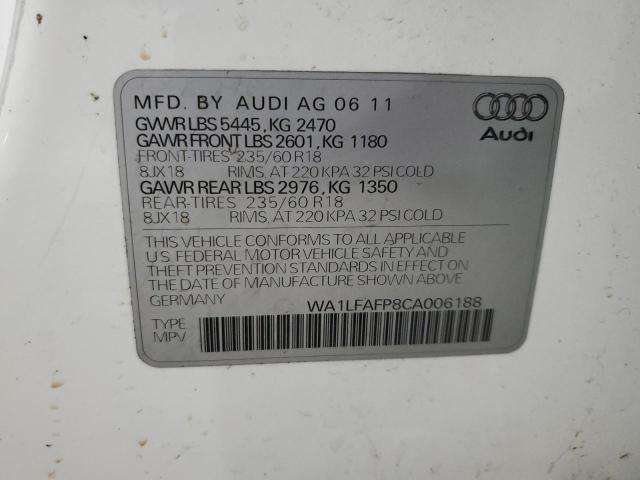 MFD. BY AUDI AG 06 11
GVWR LBS 5445, KG 2470
GAWR FRONT LBS 2601, KG 1180
FRONT-TIRES 235/60 R18
8JX18 RIMS, AT 220 KPA 32 PSI COLD
GAWR REAR LBS 2976, KG 1350
REAR-TIRES 235/60 R18
8JX18 RIMS, AT 220 KPA 32 PSI COLD
Audi
THIS VEHICLE CONFORMS TO ALL APPLICABLE
U.S. FEDERAL MOTOR VEHICLE SAFETY AND
THEFT PREVENTION STANDARDS IN EFFECT ON
THE DATE OF MANUFACTURE SHOWN ABOVE
GERMANY WA1LFAFP8CA006188
TYPE:
MPV